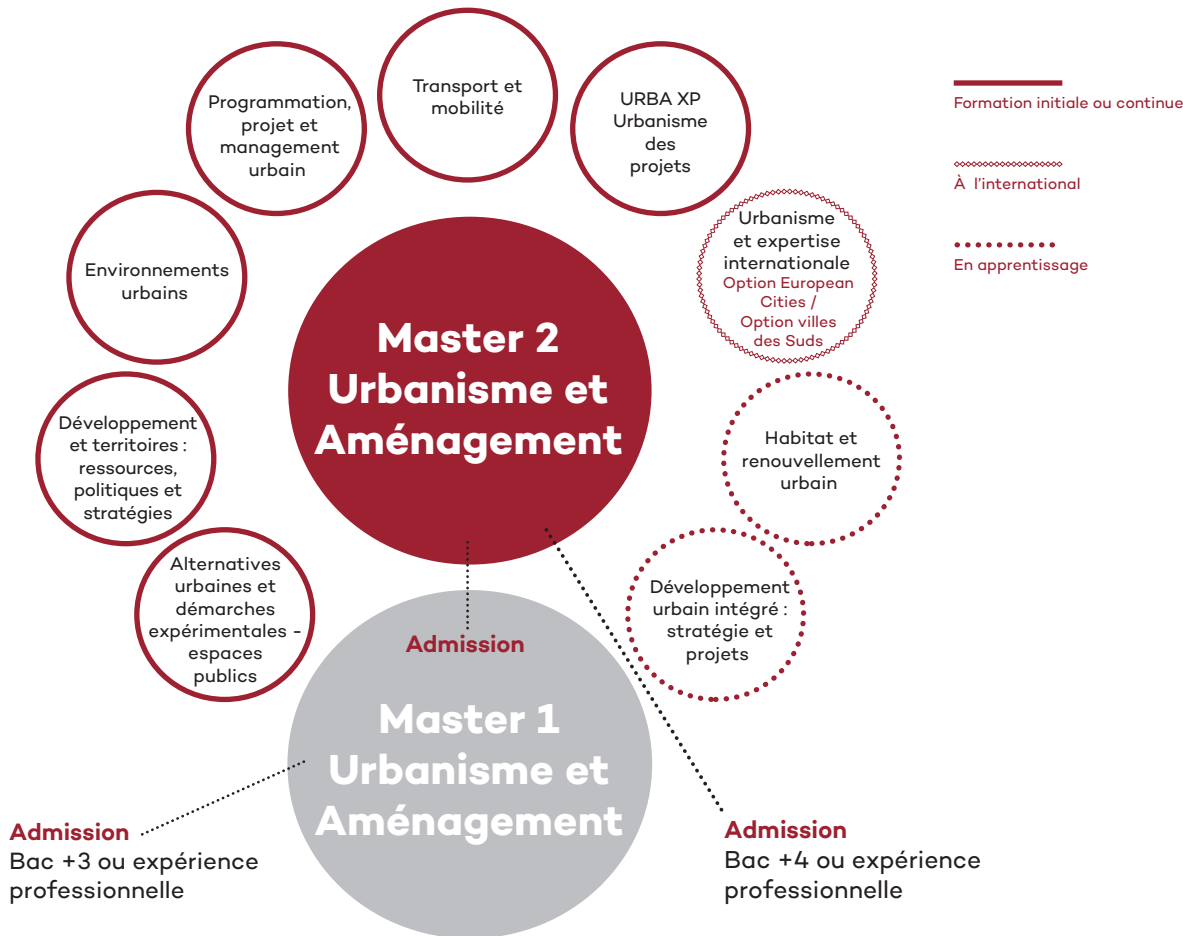 Transport et
mobilité
Programmation,
projet et
management
urbain
URBA XP
Urbanisme
des
projets
Formation initiale ou continue
À l'international
En apprentissage
Urbanisme
et expertise
internationale
Option European
Cities /
Option villes
des Suds
Environnements
urbains
Master 2
Urbanisme et
Aménagement
Développement
et territoires :
ressources,
politiques et
stratégies
Habitat et
renouvellement
urbain
Alternatives
urbaines et
démarches
expérimentales -
espaces
publics
Développement
urbain intégré :
stratégie et
projets
Admission
Master 1
Urbanisme et
Aménagement
Admission
Bac +3 ou expérience
professionnelle
Admission
Bac +4 ou expérience
professionnelle